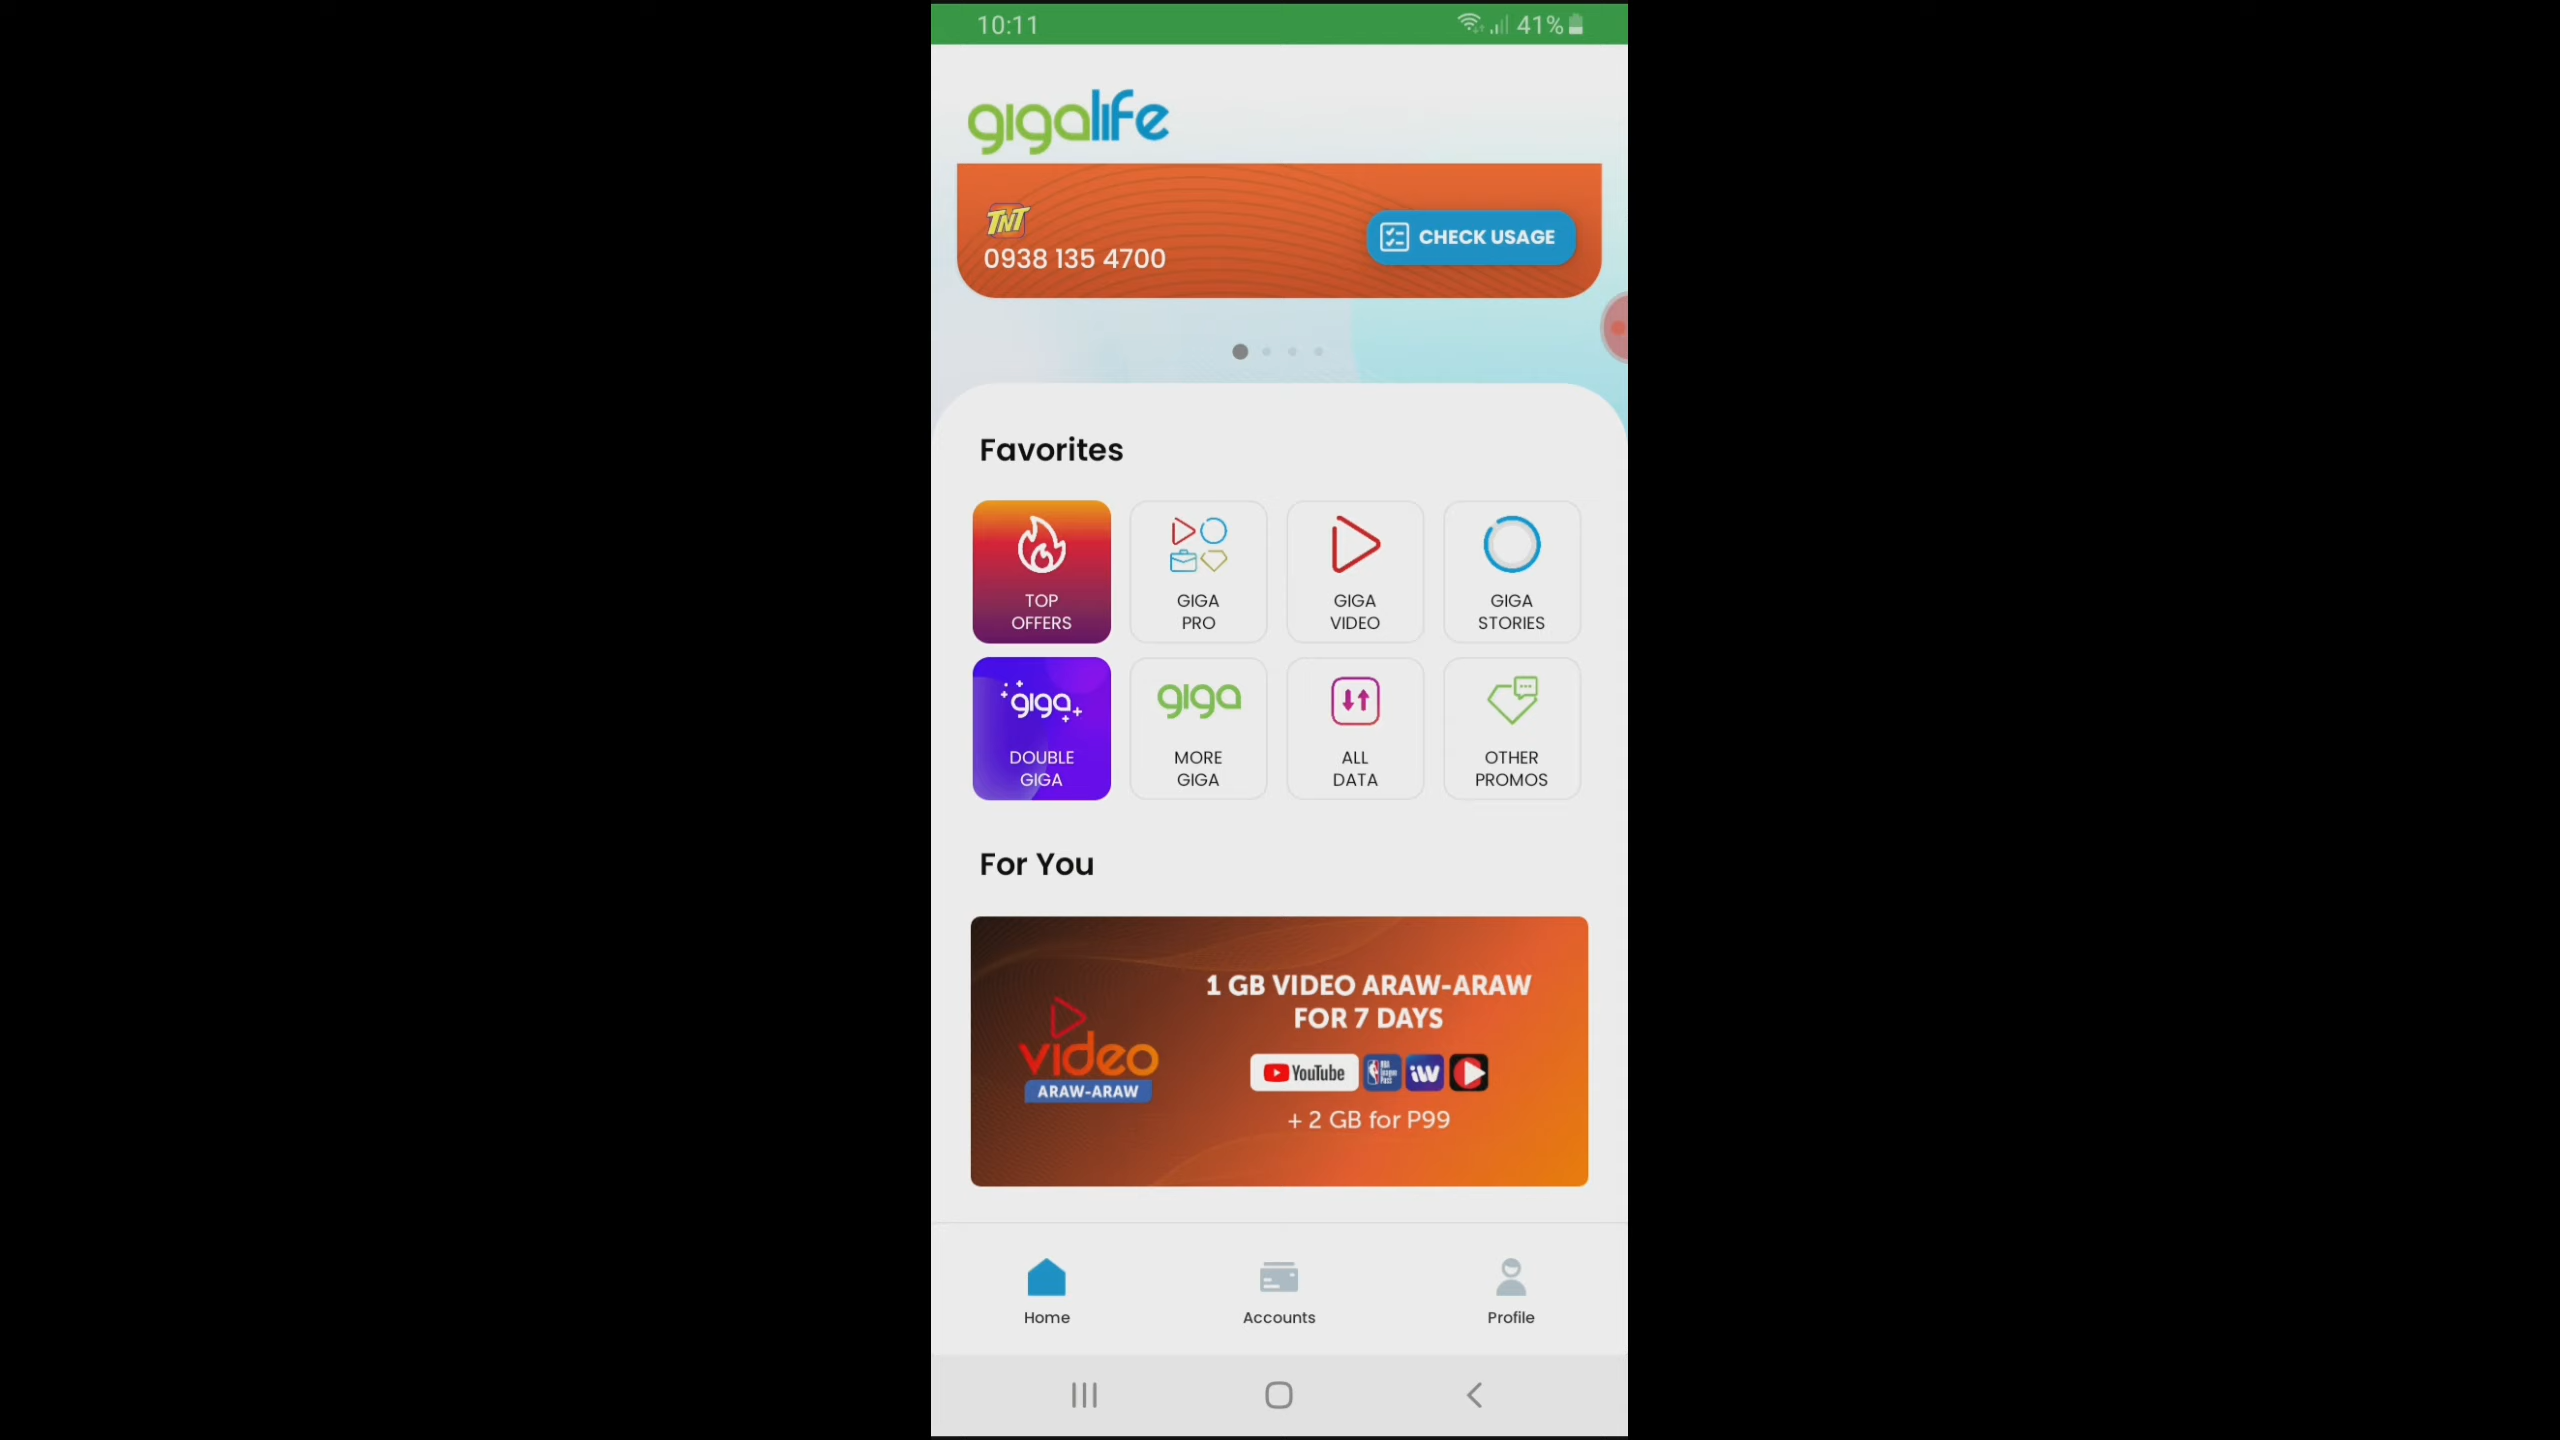 10:11
41%
gigalife
TNT
0938 135 4700
CHECK USAGE
Favorites
TOP
OFFERS
GIGA
PRO
GIGA
VIDEO
GIGA
STORIES
giga
DOUBLE
GIGA
giga
MORE
GIGA
ALL
DATA
OTHER
PROMOS
For You
video
ARAW-ARAW
1 GB VIDEO ARAW-ARAW
FOR 7 DAYS
YouTube
iW
+ 2 GB for P99
Home
Accounts
Profile